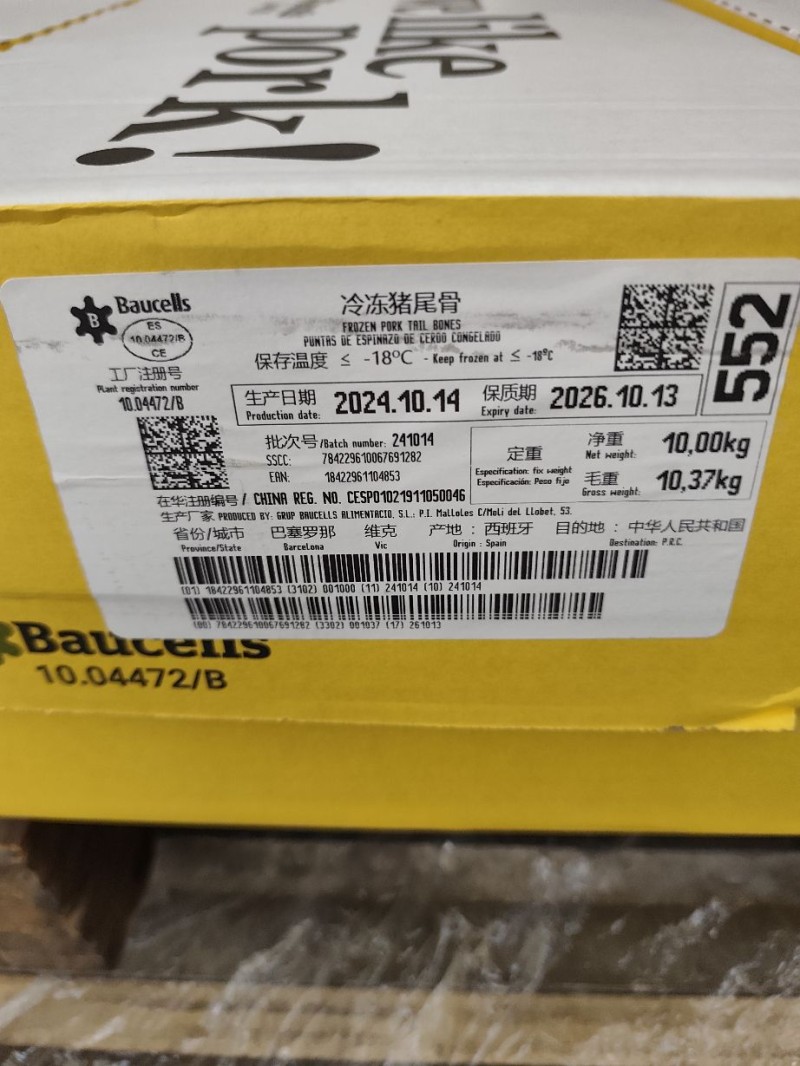 like
pork!
Baucells
ES
10.04472/B
CE
工厂注册号
Plant registration number
10.04472/B
冷冻猪尾骨
FROZEN PORK TAIL BONES
PUNTAS DE ESPINAZO DE CERDO CONGELADO
保存温度 ≤ -18ºC - Keep frozen at ≤ -18ºC
生产日期 Production date: 2024.10.14 保质期 Expiry date: 2026.10.13
552
批次号/Batch number: 241014
SSCC: 784229610067691282
EAN: 18422961104853
定重
Especification: fix weight
Especificación: Peso fijo
净重 Net weight: 10,00kg
毛重 Gross weight: 10,37kg
在华注册编号 / CHINA REG. NO. CESP01021911050046
生产厂家 PRODUCED BY: GRUP BAUCELLS ALIMENTACIO, S.L.: P.I. Malloles C/Moli del Llobet, 53.
省份/城市 巴塞罗那 维克 产地 : 西班牙 目的地 : 中华人民共和国
Province/State Barcelona Vic Origin : Spain Destination: P.R.C.
(01) 18422961104853 (3102) 001000 (11) 241014 (10) 241014
(00) 784229610067691282 (3302) 001037 (17) 261013
Baucells
10.04472/B